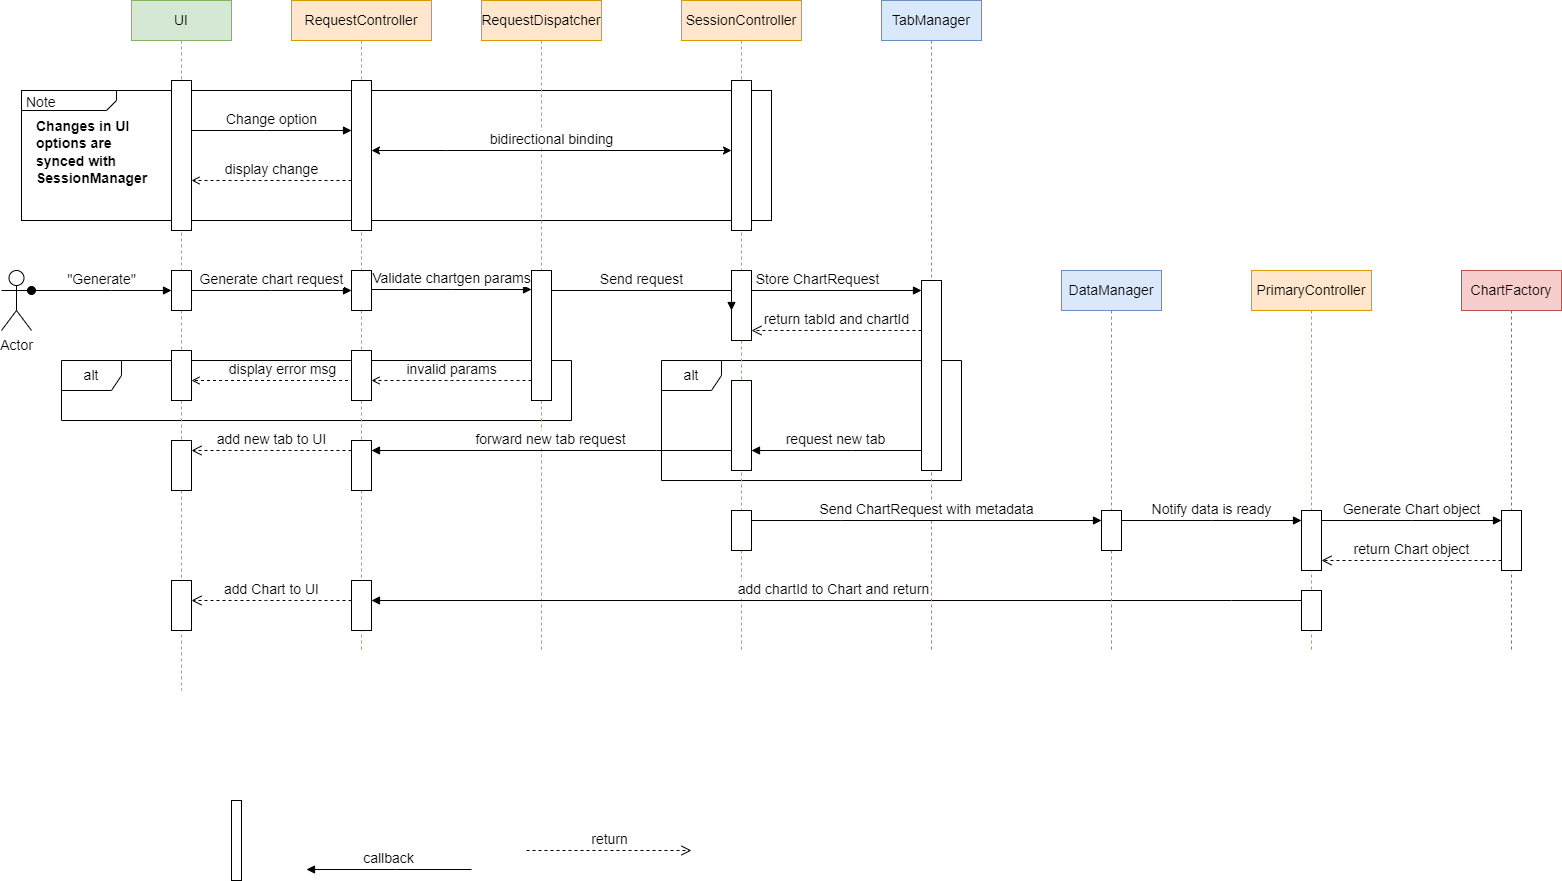 UI
RequestController
RequestDispatcher
SessionController
TabManager
Note
Changes in UI
options are
synced with
SessionManager
Change option
bidirectional binding
display change
"Generate"
Generate chart request
Validate chartgen params
Send request
Store ChartRequest
DataManager
PrimaryController
ChartFactory
return tabId and chartId
Actor
alt
display error msg
invalid params
alt
add new tab to UI
forward new tab request
request new tab
Send ChartRequest with metadata
Notify data is ready
Generate Chart object
return Chart object
add Chart to UI
add chartId to Chart and return
return
callback